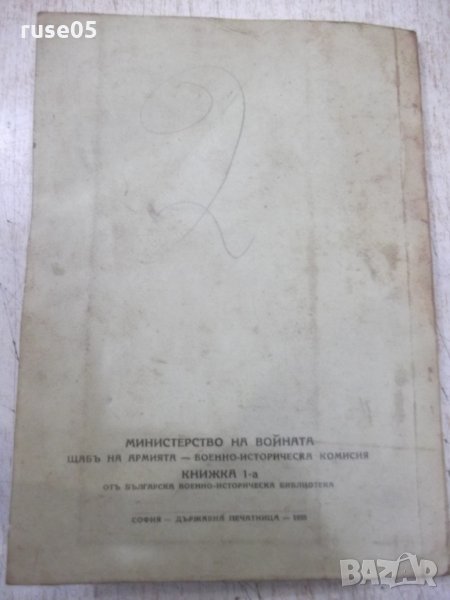 ruse05
2
МИНИСТЕРСТВО НА ВОЙНАТА
ЩАБЪ НА АРМИЯТА — ВОЕННО-ИСТОРИЧЕСКА КОМИСИЯ
КНИЖКА 1-а
ОТЪ БЪЛГАРСКА ВОЕННО-ИСТОРИЧЕСКА БИБЛИОТЕКА
СОФИЯ — ДЪРЖАВНА ПЕЧАТНИЦА —
BAZAR